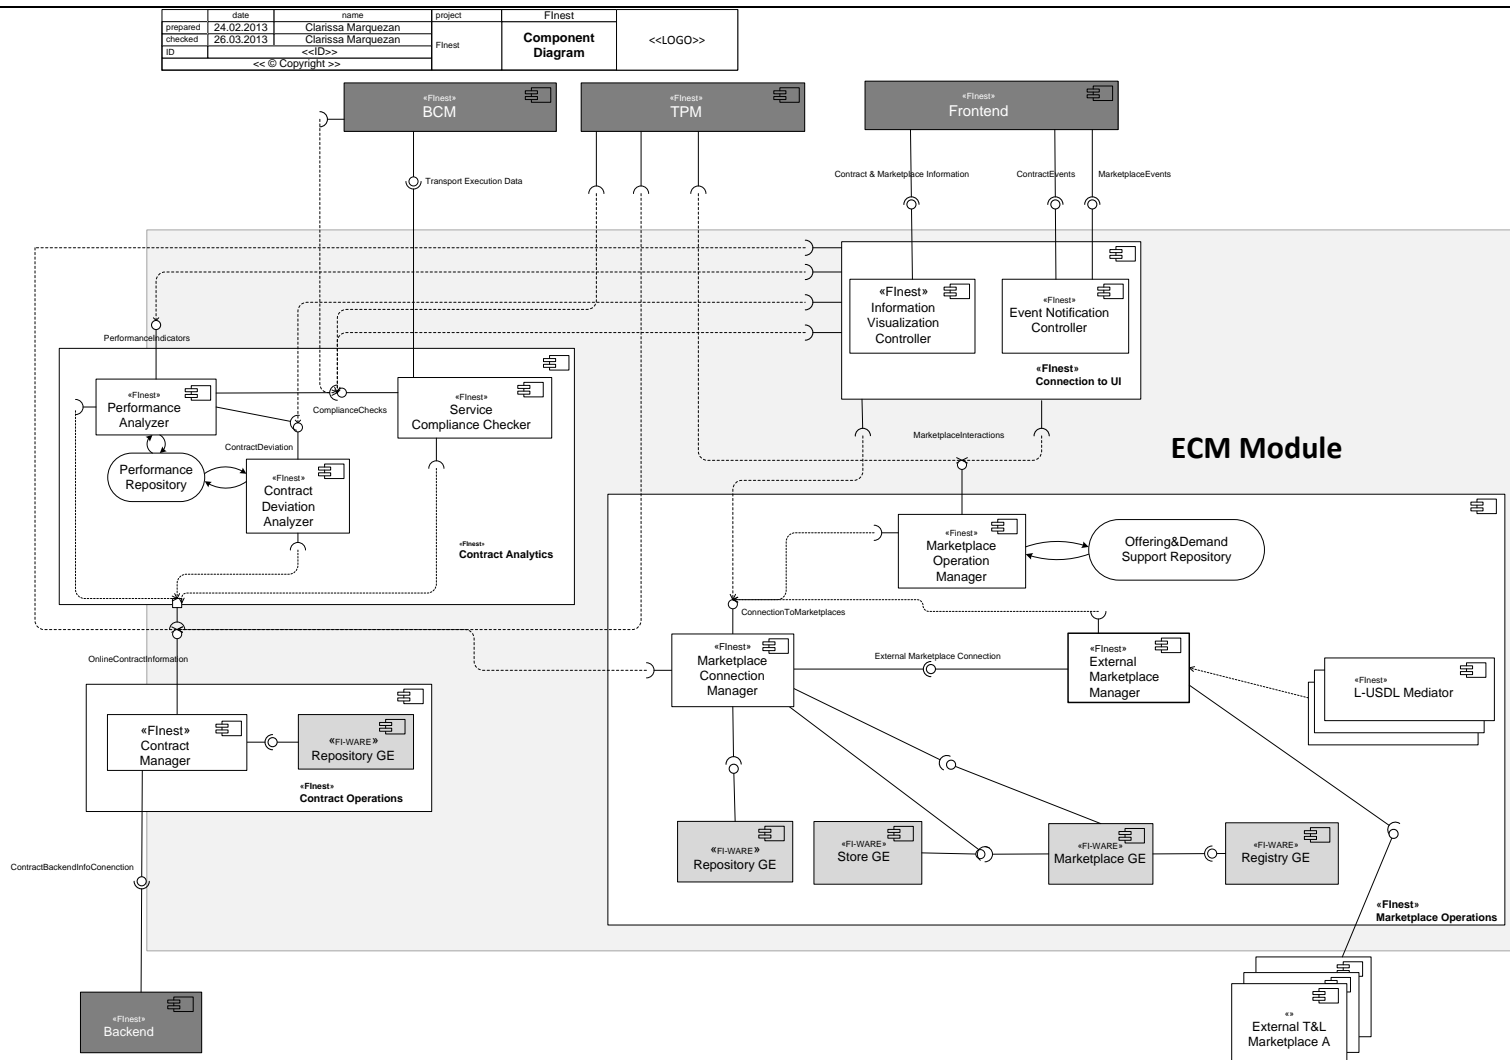 date name project FInest
prepared 24.02.2013 Clarissa Marquezan
checked 26.03.2013 Clarissa Marquezan
FInest
Component
Diagram
<<LOGO>>
ID <<ID>>
<< © Copyright >>
«FInest»
BCM
«FInest»
TPM
«FInest»
Frontend
Transport Execution Data
Contract & Marketplace Information
ContractEvents
MarketplaceEvents
«FInest»
Information
Visualization
Controller
«FInest»
Event Notification
Controller
«FInest»
Connection to UI
PerformanceIndicators
«FInest»
Performance
Analyzer
ComplianceChecks
«FInest»
Service
Compliance Checker
ContractDeviation
Performance
Repository
«FInest»
Contract
Deviation
Analyzer
«FInest»
Contract Analytics
MarketplaceInteractions
ECM Module
«FInest»
Marketplace
Operation
Manager
Offering&Demand
Support Repository
ConnectionToMarketplaces
OnlineContractInformation
«FInest»
Marketplace
Connection
Manager
External Marketplace Connection
«FInest»
External
Marketplace
Manager
«FInest»
L-USDL Mediator
«FInest»
Contract
Manager
«FI-WARE»
Repository GE
«FInest»
Contract Operations
«FI-WARE»
Repository GE
«FI-WARE»
Store GE
«FI-WARE»
Marketplace GE
«FI-WARE»
Registry GE
«FInest»
Marketplace Operations
ContractBackendInfoConenction
«FInest»
Backend
«»
External T&L
Marketplace A